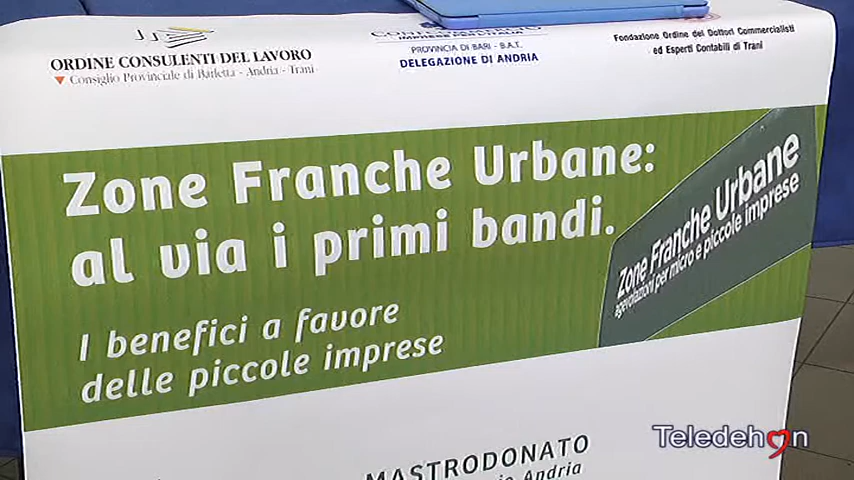 ORDINE CONSULENTI DEL LAVORO
Consiglio Provinciale di Barletta - Andria - Trani
PROVINCIA DI BARI - B.A.T.
DELEGAZIONE DI ANDRIA
Fondazione Ordine dei Dottori Commercialisti
ed Esperti Contabili di Trani
Zone Franche Urbane:
al via i primi bandi.
I benefici a favore
delle piccole imprese
Zone Franche Urbane
agevolazioni per micro e piccole imprese
MASTRODONATO
Andria
Teledehon